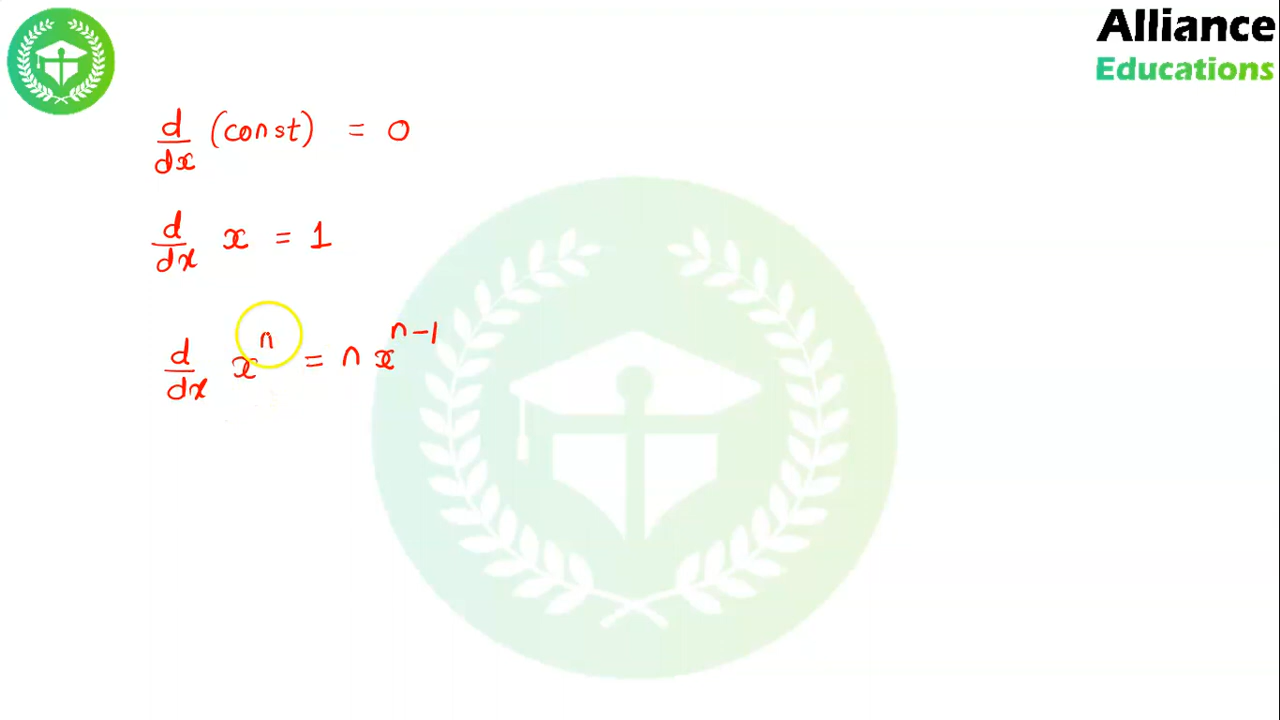 Alliance
Educations
d/dx (const) = 0
d/dx x = 1
d/dx x^n = n x^{n-1}